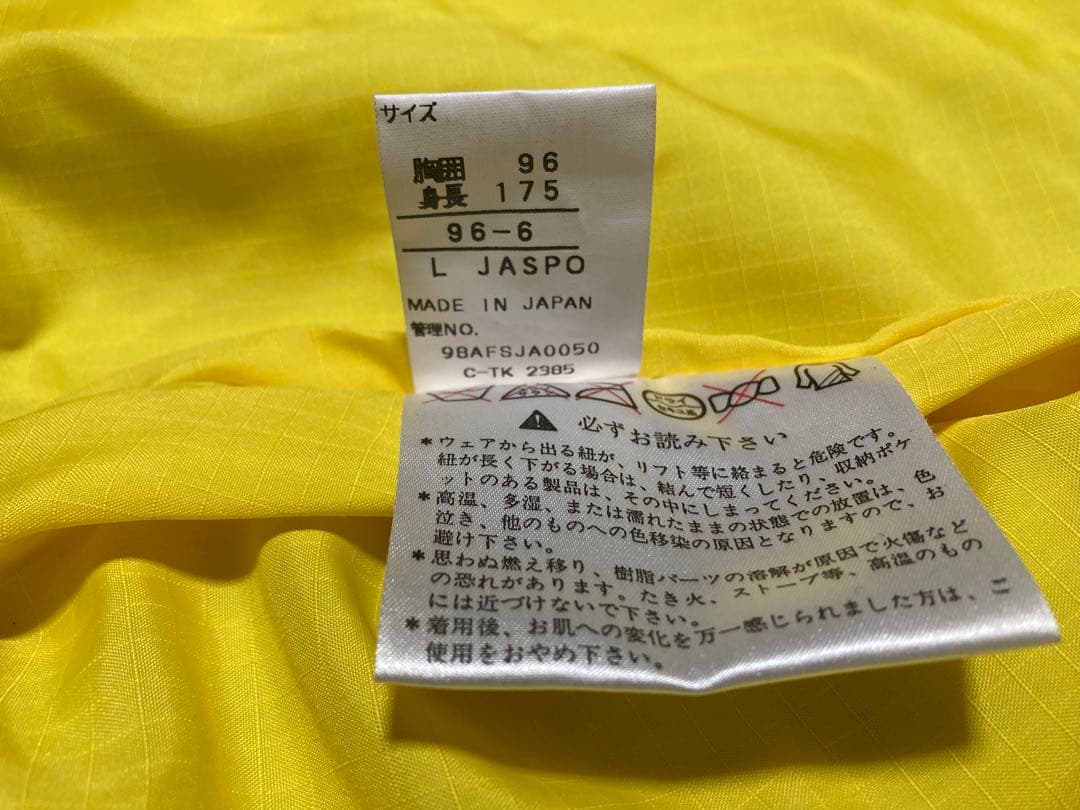 サイズ
胸囲 96
身長 175
96-6
L JASPO
MADE IN JAPAN
管理NO.
98AFSJA0050
C-TK 2385
ドライ
セキユ系
必ずお読み下さい
*ウェアから出る紐が、リフト等に絡まると危険です。
紐が長く下がる場合は、結んで短くしたり、収納ポケ
ットのある製品は、その中にしまってください。
*高温、多湿、または濡れたままの状態での放置は、色
泣き、他のものへの色移染の原因となりますので、お
避け下さい。
*思わぬ燃え移り、樹脂パーツの溶解が原因で火傷など
の恐れがあります。たき火、ストーブ等、高温のもの
には近づけないで下さい。
*着用後、お肌への変化を万一感じられました方は、ご
使用をおやめ下さい。